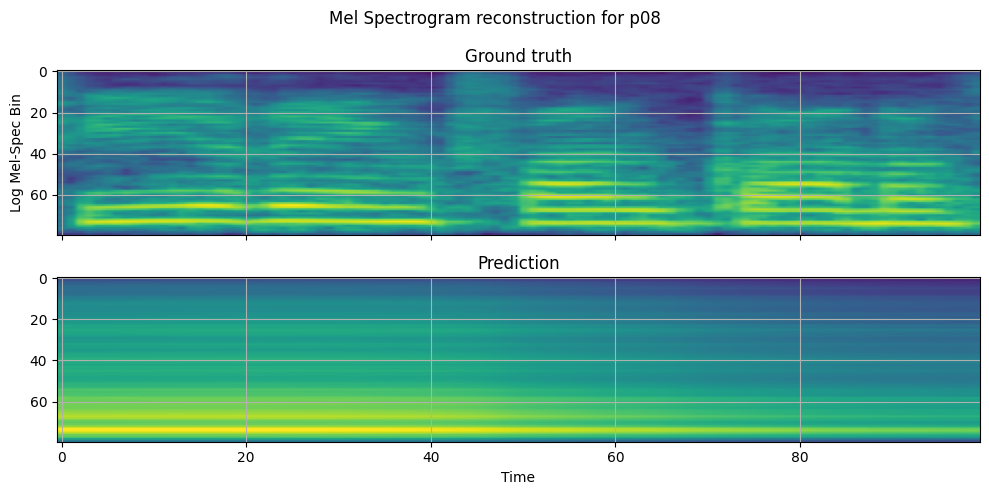 Mel Spectrogram reconstruction for p08
Ground truth
0
20
40
60
Log Mel-Spec Bin
Prediction
0
20
40
60
0 20 40 60 80
Time